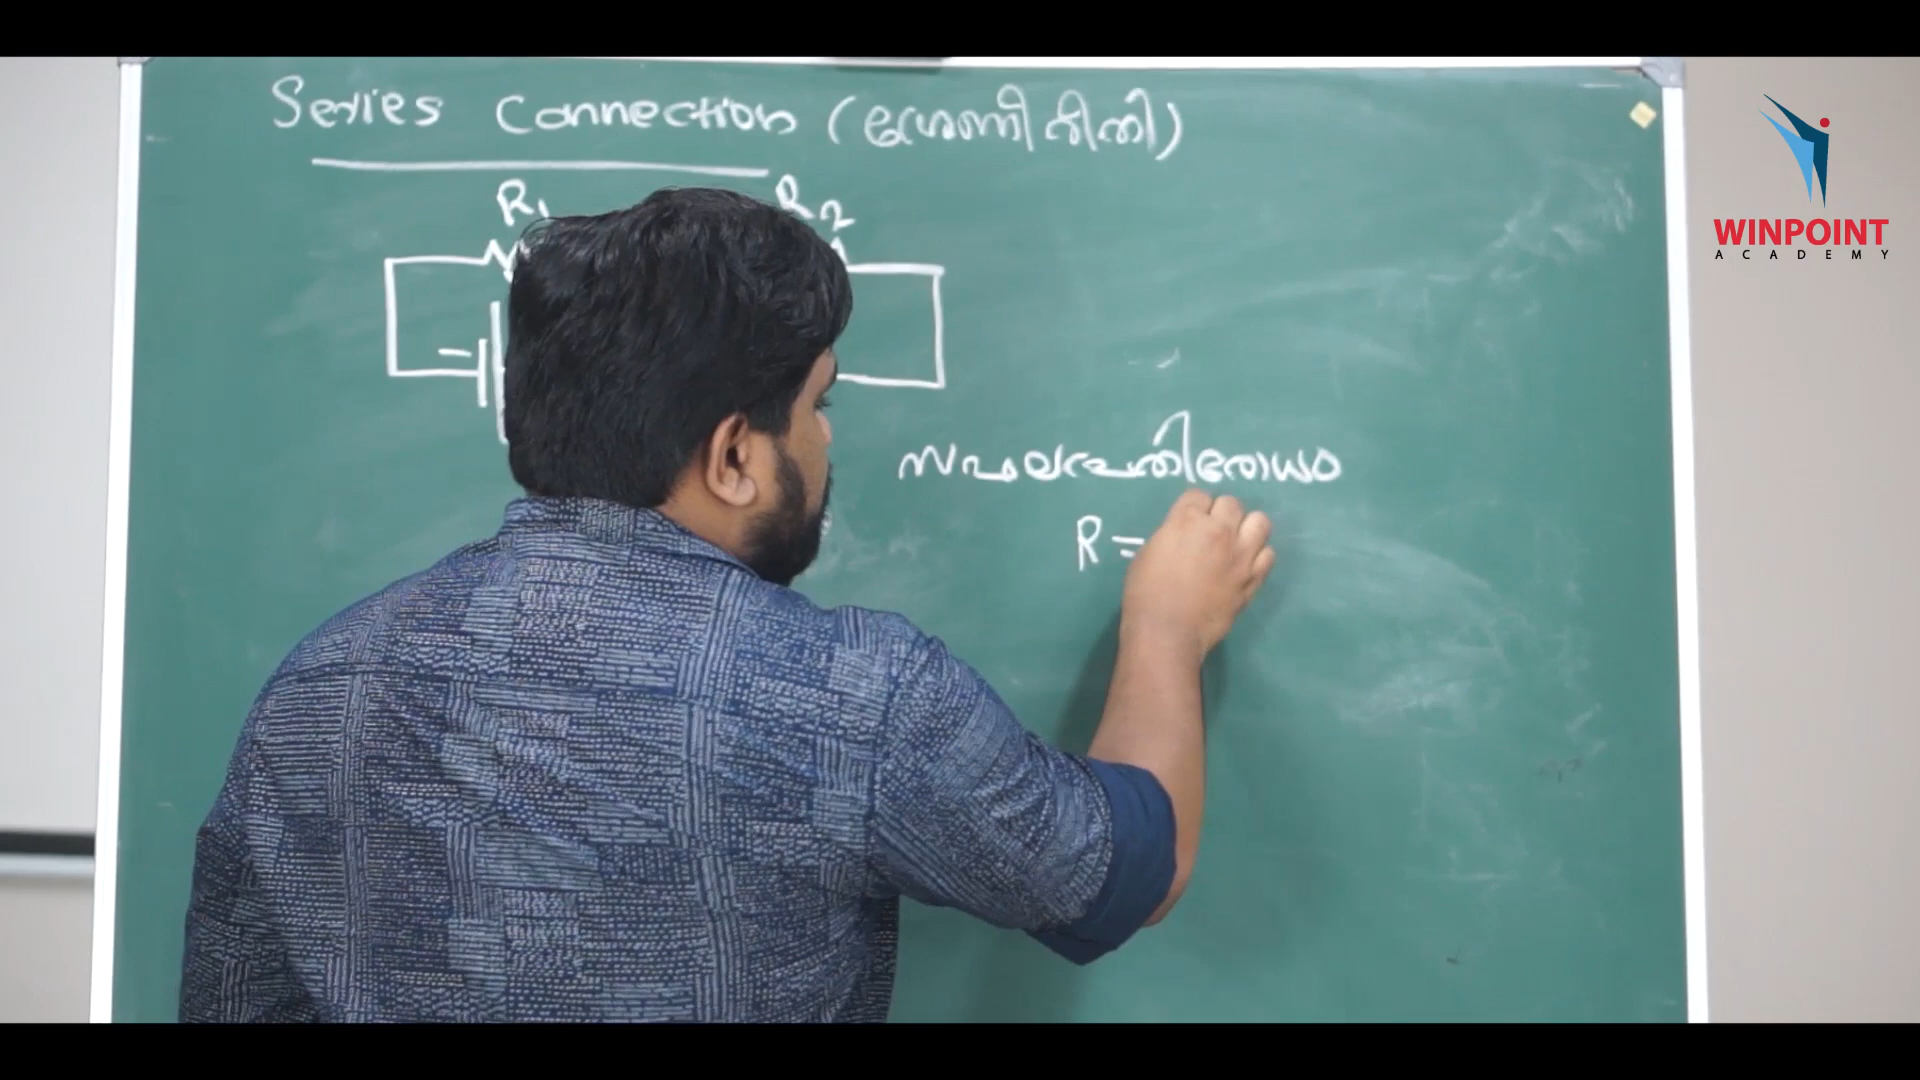 Series Connection (ശ്രേണീരീതി)
R₁ R₂
സഫലപ്രതിരോധം
R =
WINPOINT
ACADEMY